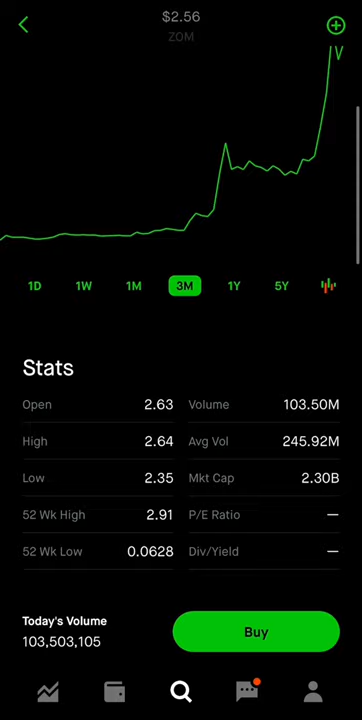 $2.56
ZOM
1D 1W 1M 3M 1Y 5Y
Stats
Open 2.63 Volume 103.50M
High 2.64 Avg Vol 245.92M
Low 2.35 Mkt Cap 2.30B
52 Wk High 2.91 P/E Ratio —
52 Wk Low 0.0628 Div/Yield —
Today's Volume
103,503,105
Buy